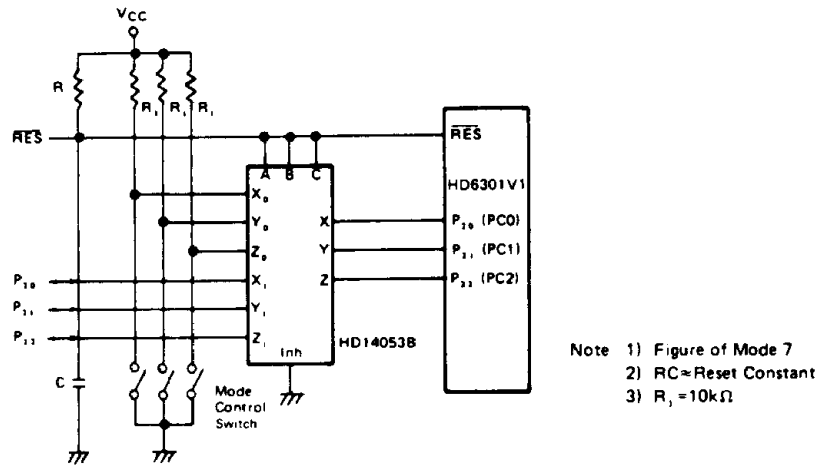 VCC
R R₁ R₁ R₁
RES RES
A B C
HD6301V1
X₀
Y₀ X P₂₀ (PC0)
Z₀ Y P₂₁ (PC1)
P₂₀ X₁ Z P₂₂ (PC2)
P₂₁ Y₁
P₂₂ Z₁
Inh HD14053B
C
Mode
Control
Switch
Note 1) Figure of Mode 7
2) RC≈Reset Constant
3) R₁ =10kΩ